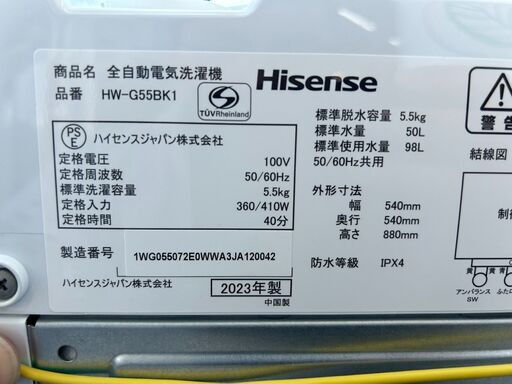 商品名 全自動電気洗濯機
品番 HW-G55BK1
TÜVRheinland
Hisense
PS
E
ハイセンスジャパン株式会社
定格電圧 100V
定格周波数 50/60Hz
標準洗濯容量 5.5kg
定格入力 360/410W
定格時間 40分
製造番号 1WG055072E0WWA3JA120042
ハイセンスジャパン株式会社
2023年製
中国製
標準脱水容量 5.5kg
標準水量 50L
標準使用水量 98L
50/60Hz共用
外形寸法
幅 540mm
奥行 540mm
高さ 880mm
防水等級 IPX4
警告
結線図
制
黄 黄 青
アンバランス
SW
ふた